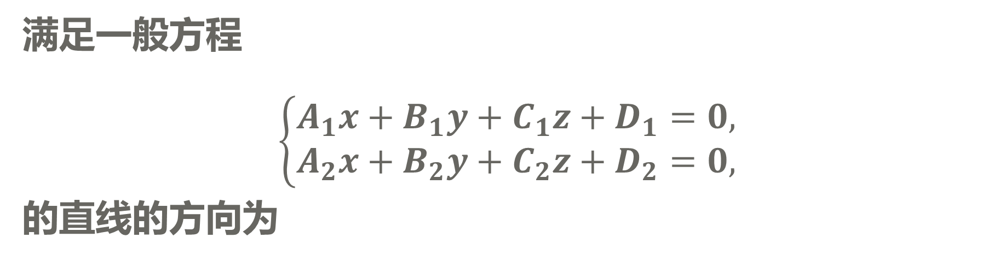 满足一般方程
A₁x + B₁y + C₁z + D₁ = 0,
A₂x + B₂y + C₂z + D₂ = 0,
的直线的方向为